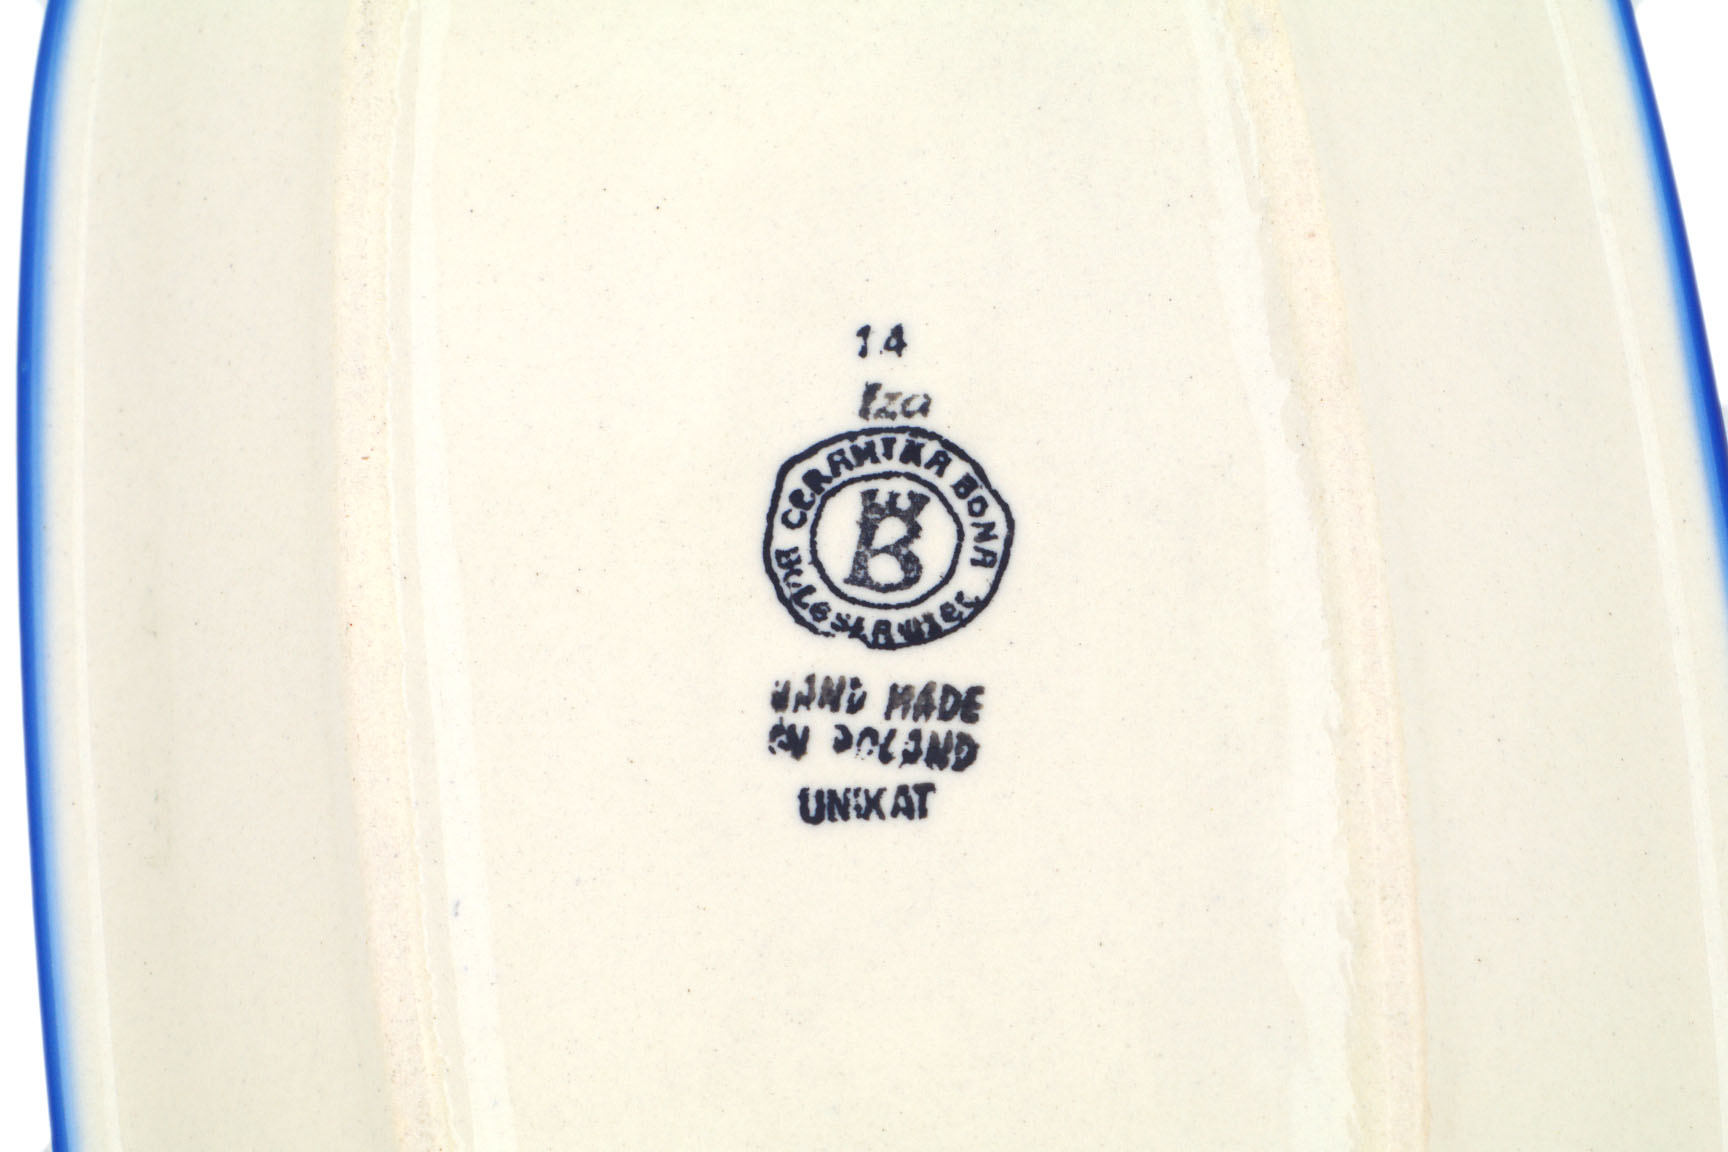 14
Iza
CERAMIKA BONA
BOLESŁAWIEC
B
HAND MADE
IN POLAND
UNIKAT